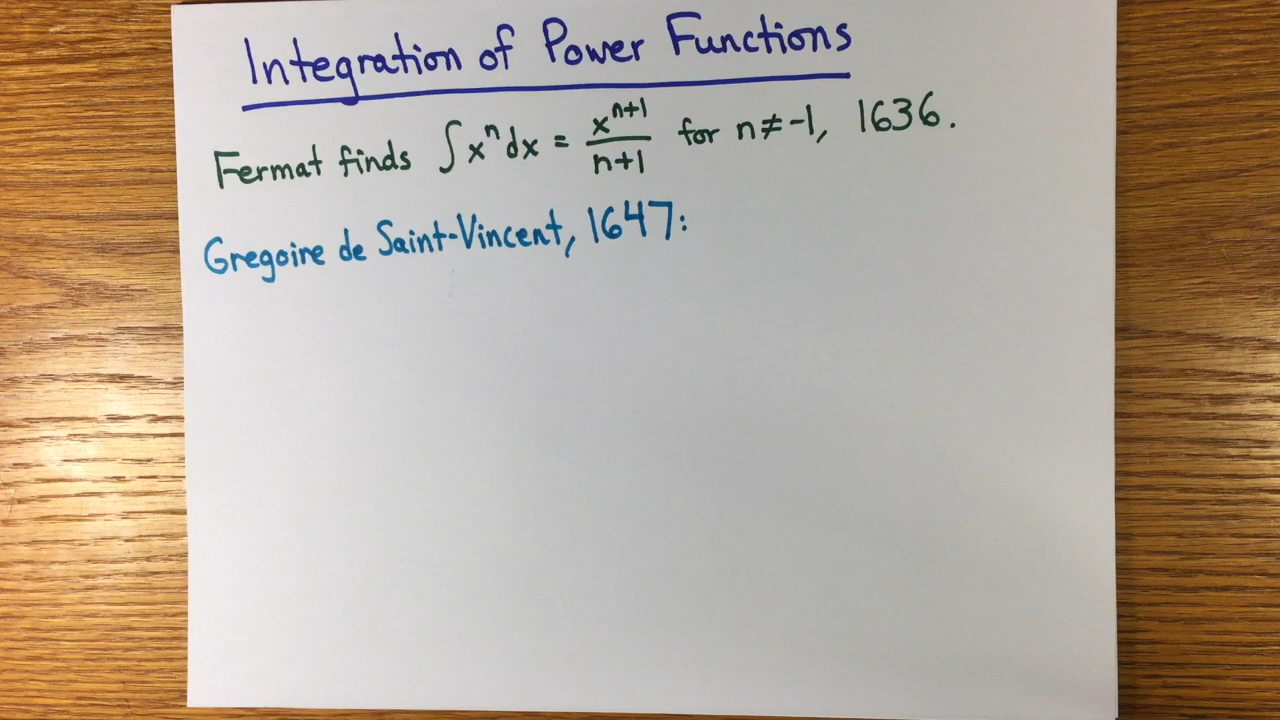 Integration of Power Functions
Fermat finds ∫xⁿdx = xⁿ⁺¹/n+1 for n≠-1, 1636.
Gregoire de Saint-Vincent, 1647: